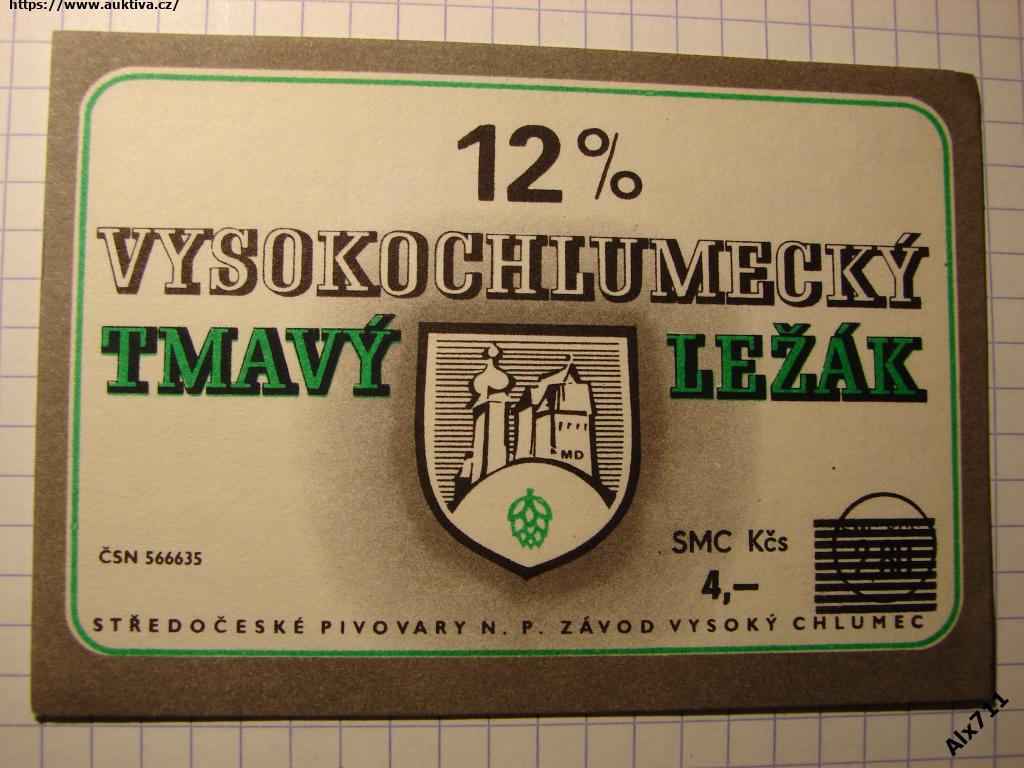 https://www.auktiva.cz/
12%
VYSOKOCHLUMECKÝ
TMAVÝ LEŽÁK
MD
ČSN 566635
SMC Kčs
4,—
STŘEDOČESKÉ PIVOVARY N. P. ZÁVOD VYSOKÝ CHLUMEC
Alx711